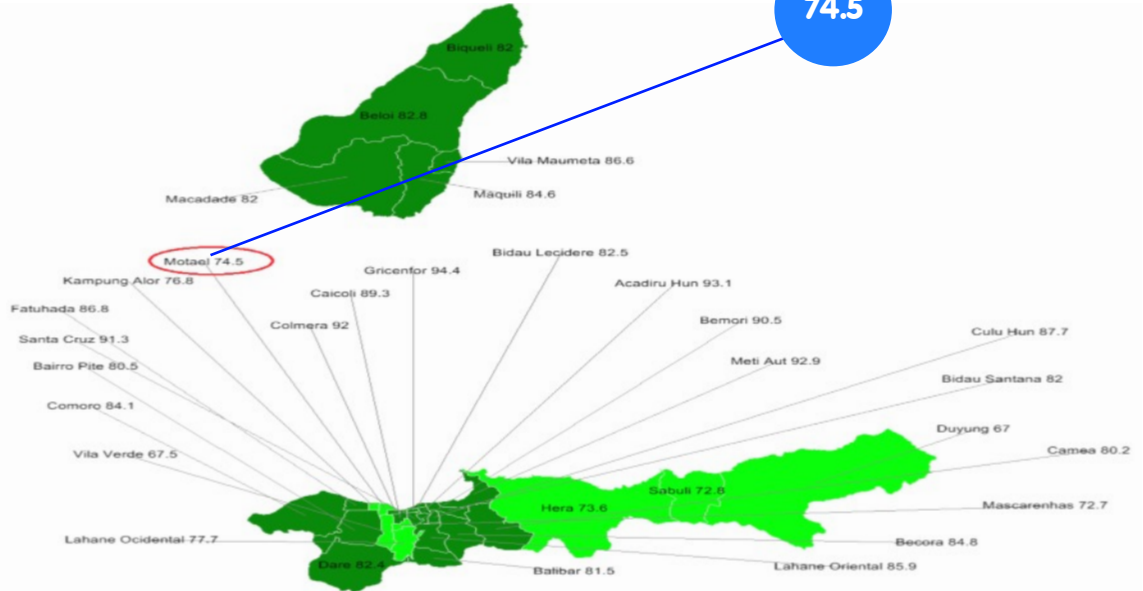 74.5
Biqueli 82
Beloi 82.8
Vila Maumeta 86.6
Maquili 84.6
Macadade 82
Motael 74.5
Bidau Lecidere 82.5
Gricenfor 94.4
Kampung Alor 76.8
Acadiru Hun 93.1
Caicoli 89.3
Fatuhada 86.8
Colmera 92
Bemori 90.5
Culu Hun 87.7
Santa Cruz 91.3
Meti Aut 92.9
Bairro Pite 80.5
Bidau Santana 82
Comoro 84.1
Duyung 67
Vila Verde 67.5
Camea 80.2
Sabuli 72.8
Hera 73.6
Mascarenhas 72.7
Lahane Ocidental 77.7
Becora 84.8
Dare 82.4
Balibar 81.5
Lahane Oriental 85.9